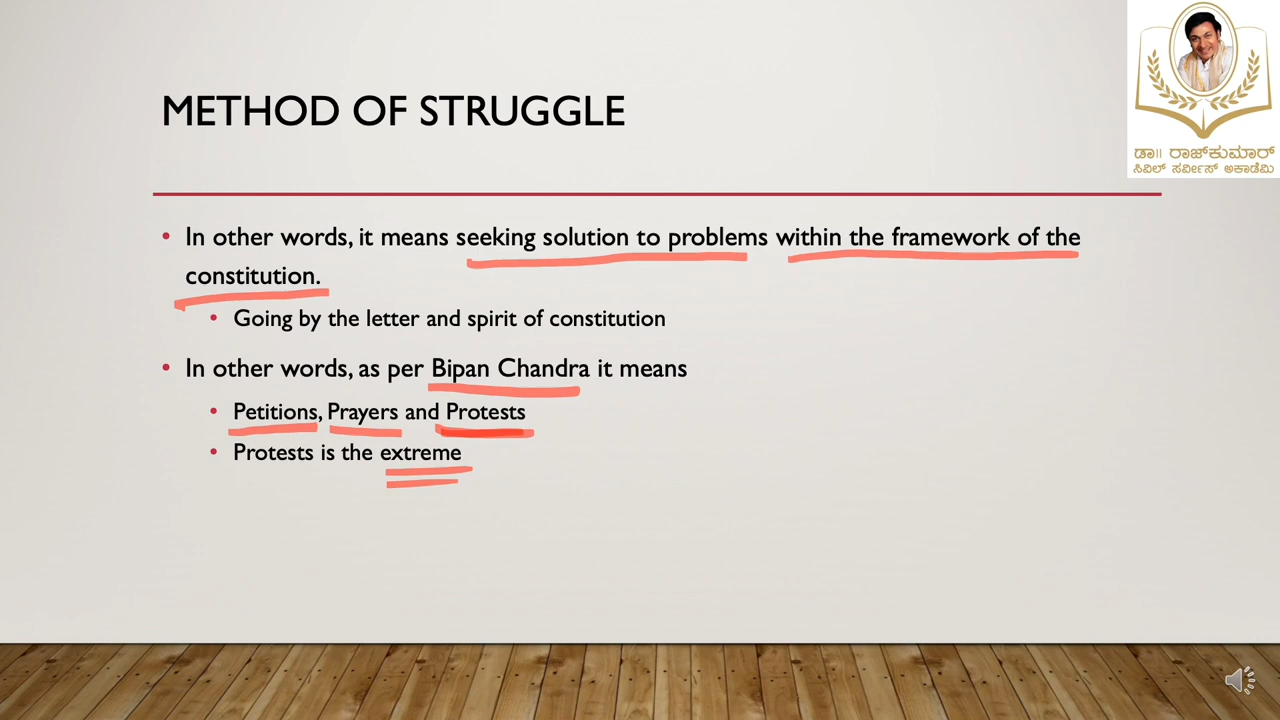 METHOD OF STRUGGLE
ಡಾ॥ ರಾಜ್‌ಕುಮಾರ್
ಸಿವಿಲ್ ಸರ್ವೀಸ್ ಅಕಾಡೆಮಿ
• In other words, it means seeking solution to problems within the framework of the
constitution.
• Going by the letter and spirit of constitution
• In other words, as per Bipan Chandra it means
• Petitions, Prayers and Protests
• Protests is the extreme